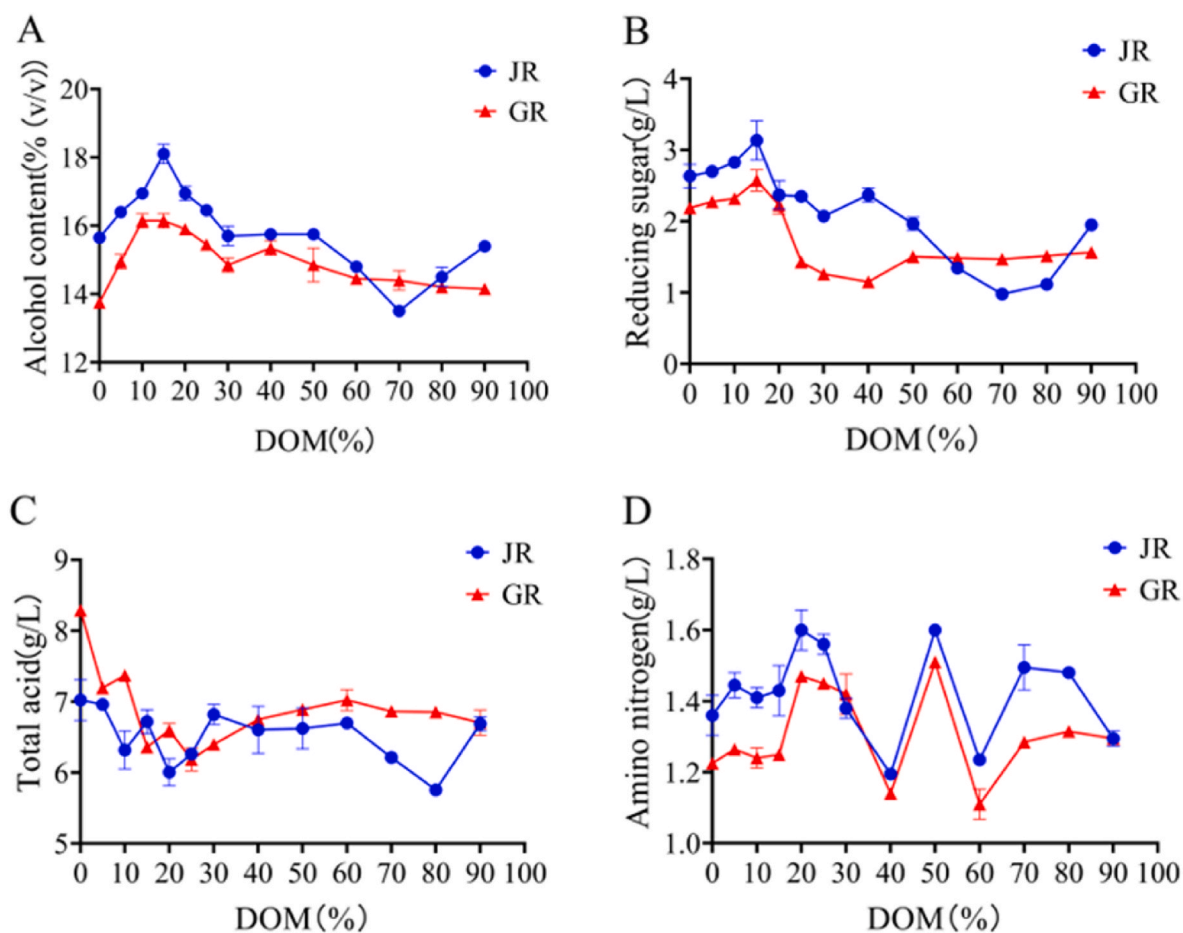 A
JR
GR
Alcohol content(% (v/v))
20
18
16
14
12
0 10 20 30 40 50 60 70 80 90 100
DOM(%)
B
JR
GR
Reducing sugar(g/L)
4
3
2
1
0
0 10 20 30 40 50 60 70 80 90 100
DOM(%)
C
JR
GR
Total acid(g/L)
9
8
7
6
5
0 10 20 30 40 50 60 70 80 90 100
DOM(%)
D
JR
GR
Amino nitrogen(g/L)
1.8
1.6
1.4
1.2
1.0
0 10 20 30 40 50 60 70 80 90 100
DOM(%)